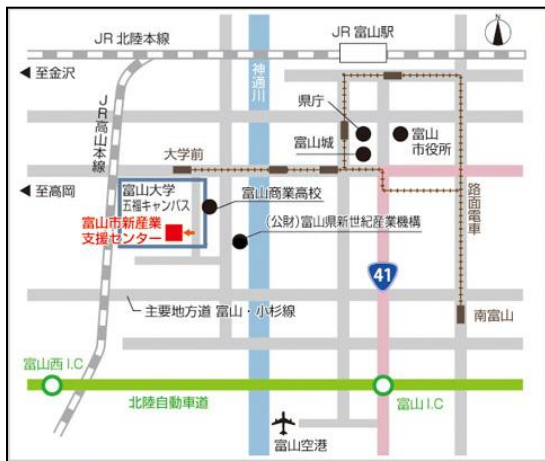 JR 北陸本線
JR 富山駅
N
至金沢
神通川
JR高山本線
県庁
富山城
富山
市役所
大学前
至高岡
富山大学
五福キャンパス
富山商業高校
路面電車
富山市新産業
支援センター
(公財)富山県新世紀産業機構
41
主要地方道 富山・小杉線
南富山
富山西 I.C
北陸自動車道
富山 I.C
富山空港